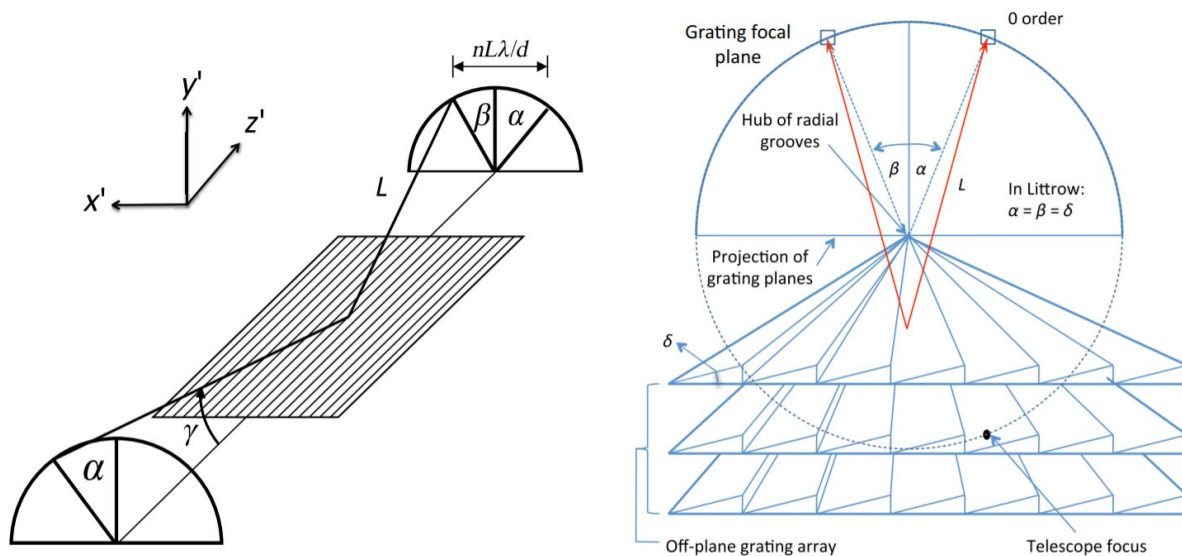 nLλ/d
y'
z'
x'
β
α
L
γ
α
Grating focal
plane
0 order
Hub of radial
grooves
β
α
L
In Littrow:
α = β = δ
Projection of
grating planes
δ
Off-plane grating array
Telescope focus